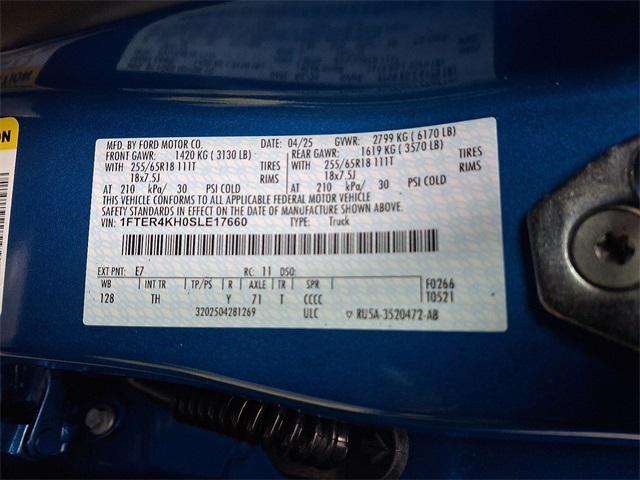 MFD. BY FORD MOTOR CO. DATE: 04/25 GVWR: 2799 KG ( 6170 LB)
FRONT GAWR: 1420 KG ( 3130 LB) REAR GAWR: 1619 KG ( 3570 LB)
WITH 255/65R18 111T TIRES WITH 255/65R18 111T TIRES
18x7.5J RIMS 18x7.5J RIMS
AT 210 kPa/ 30 PSI COLD AT 210 kPa/ 30 PSI COLD
THIS VEHICLE CONFORMS TO ALL APPLICABLE FEDERAL MOTOR VEHICLE
SAFETY STANDARDS IN EFFECT ON THE DATE OF MANUFACTURE SHOWN ABOVE.
VIN: 1FTER4KH0SLE17660 TYPE: Truck
EXT PNT: E7 RC: 11 DSO:
WB INT TR TP/PS R AXLE TR SPR F0266
128 TH Y 71 T CCCC T0521
3202504281269 ULC RU5A-3520472-AB